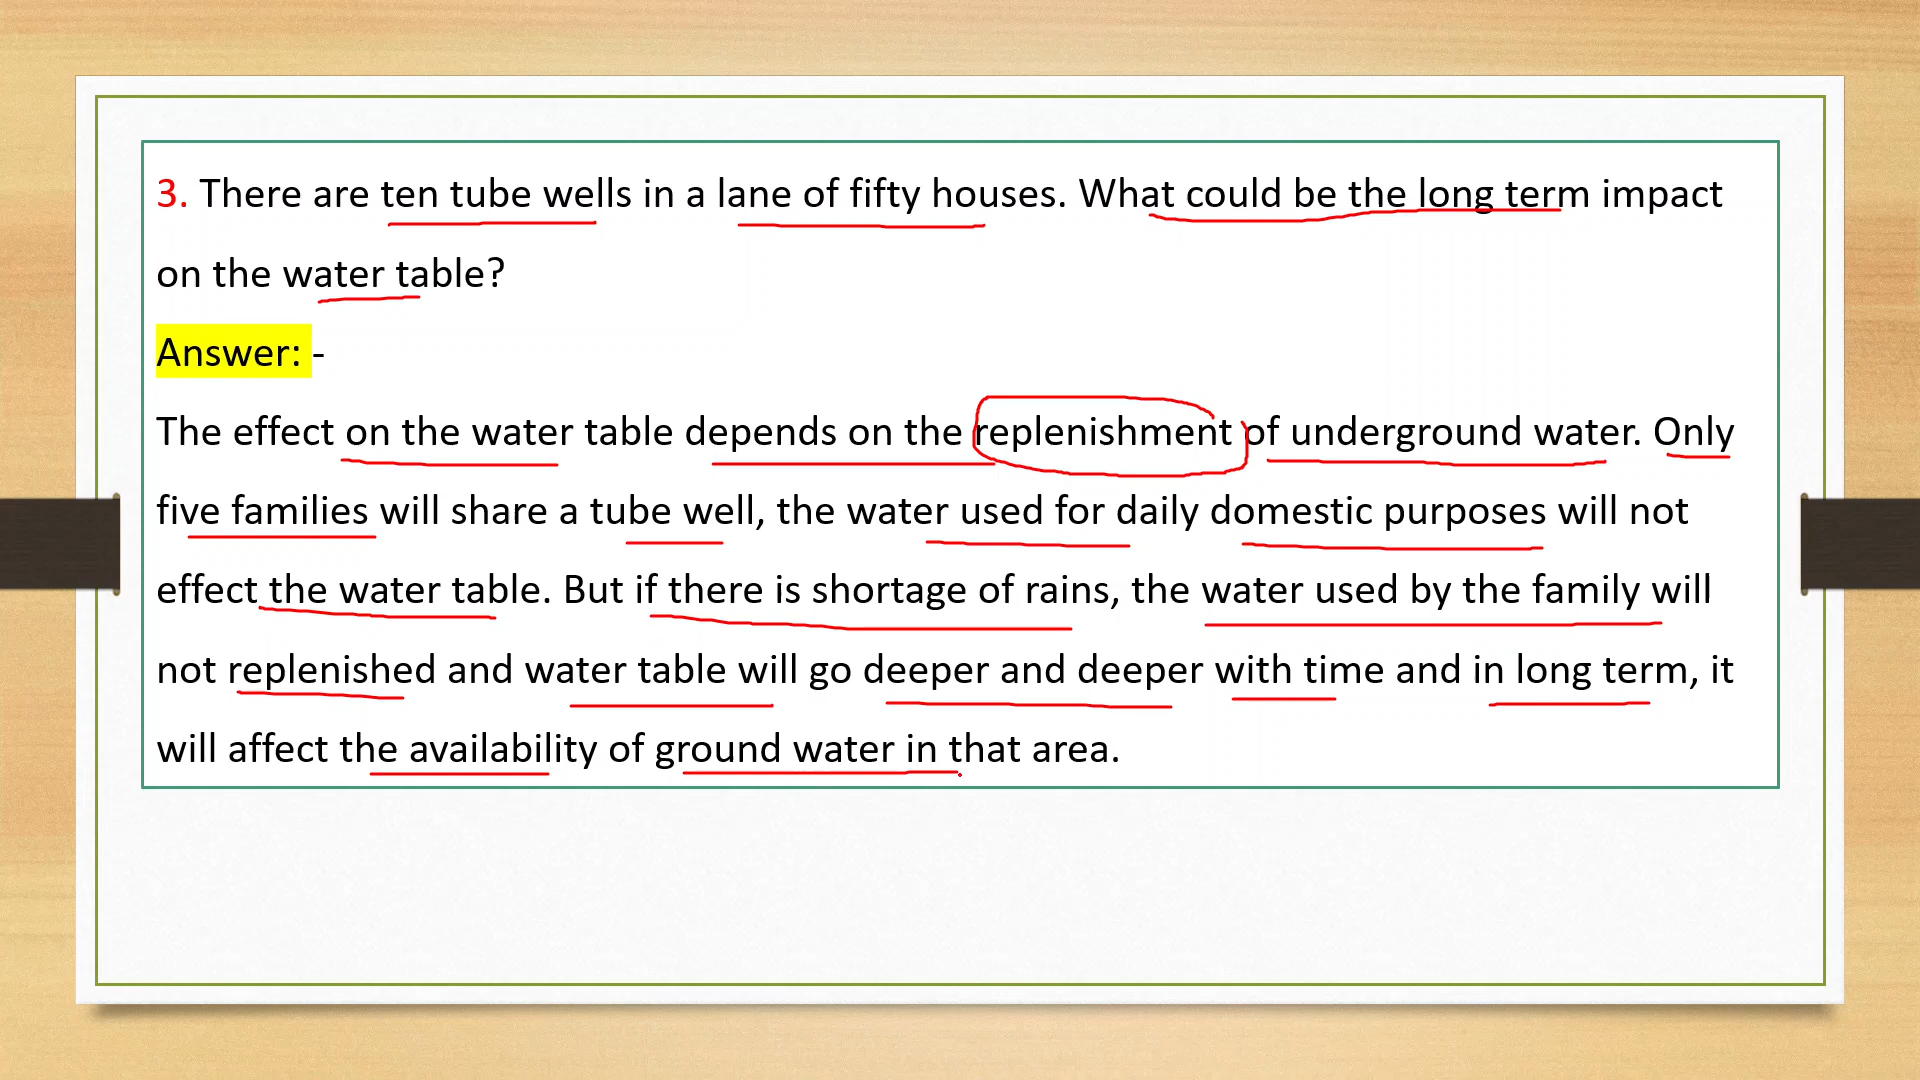 3. There are ten tube wells in a lane of fifty houses. What could be the long term impact
on the water table?
Answer: -
The effect on the water table depends on the replenishment of underground water. Only
five families will share a tube well, the water used for daily domestic purposes will not
effect the water table. But if there is shortage of rains, the water used by the family will
not replenished and water table will go deeper and deeper with time and in long term, it
will affect the availability of ground water in that area.